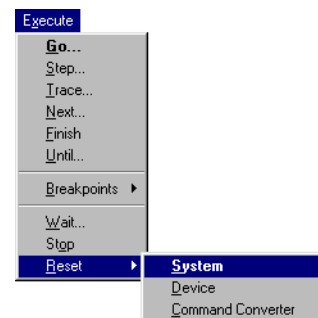 Execute
Go...
Step...
Trace...
Next...
Finish
Until...
Breakpoints
Wait...
Stop
Reset
System
Device
Command Converter